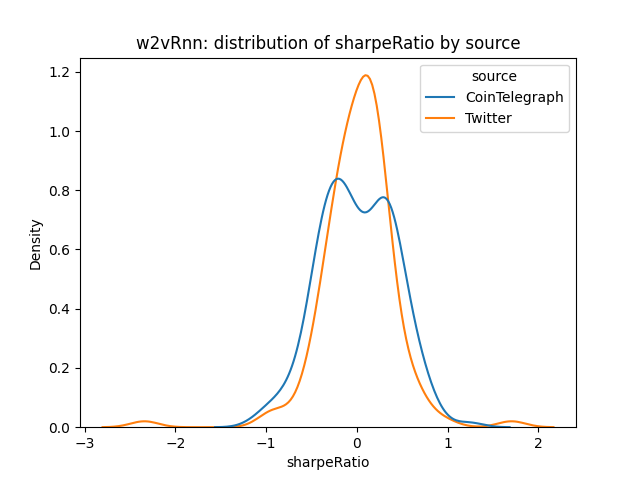 w2vRnn: distribution of sharpeRatio by source
source
CoinTelegraph
Twitter
Density
1.2
1.0
0.8
0.6
0.4
0.2
0.0
−3 −2 −1 0 1 2
sharpeRatio